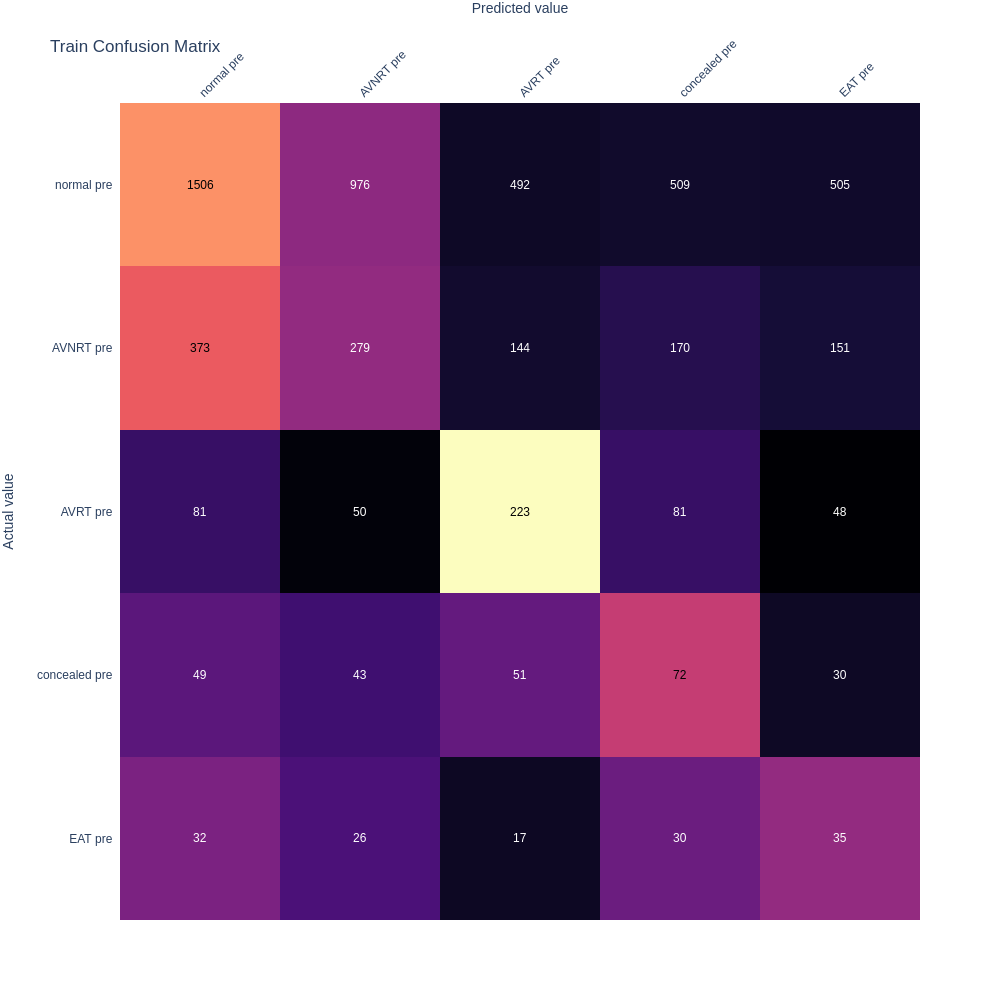 Predicted value
Train Confusion Matrix
normal pre
AVNRT pre
AVRT pre
concealed pre
EAT pre
normal pre 1506 976 492 509 505
AVNRT pre 373 279 144 170 151
AVRT pre 81 50 223 81 48
concealed pre 49 43 51 72 30
EAT pre 32 26 17 30 35
Actual value